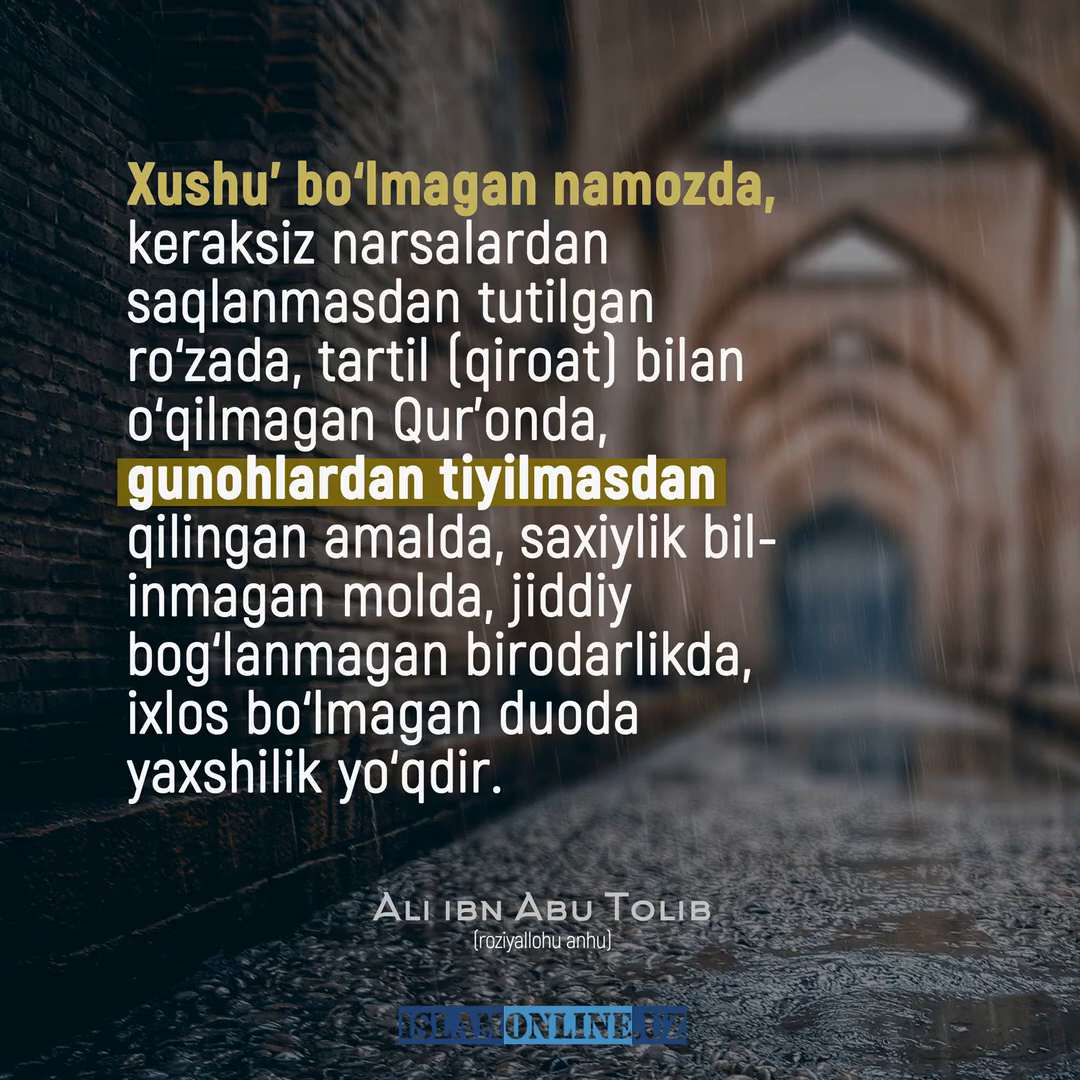 Xushu’ bo‘lmagan namozda,
keraksiz narsalardan
saqlanmasdan tutilgan
ro‘zada, tartil (qiroat) bilan
o‘qilmagan Qur’onda,
gunohlardan tiyilmasdan
qilingan amalda, saxiylik bil-
inmagan molda, jiddiy
bog‘lanmagan birodarlikda,
ixlos bo‘lmagan duoda
yaxshilik yo‘qdir.
ALI IBN ABU TOLIB
(roziyallohu anhu)
ISLAMONLINE.UZ